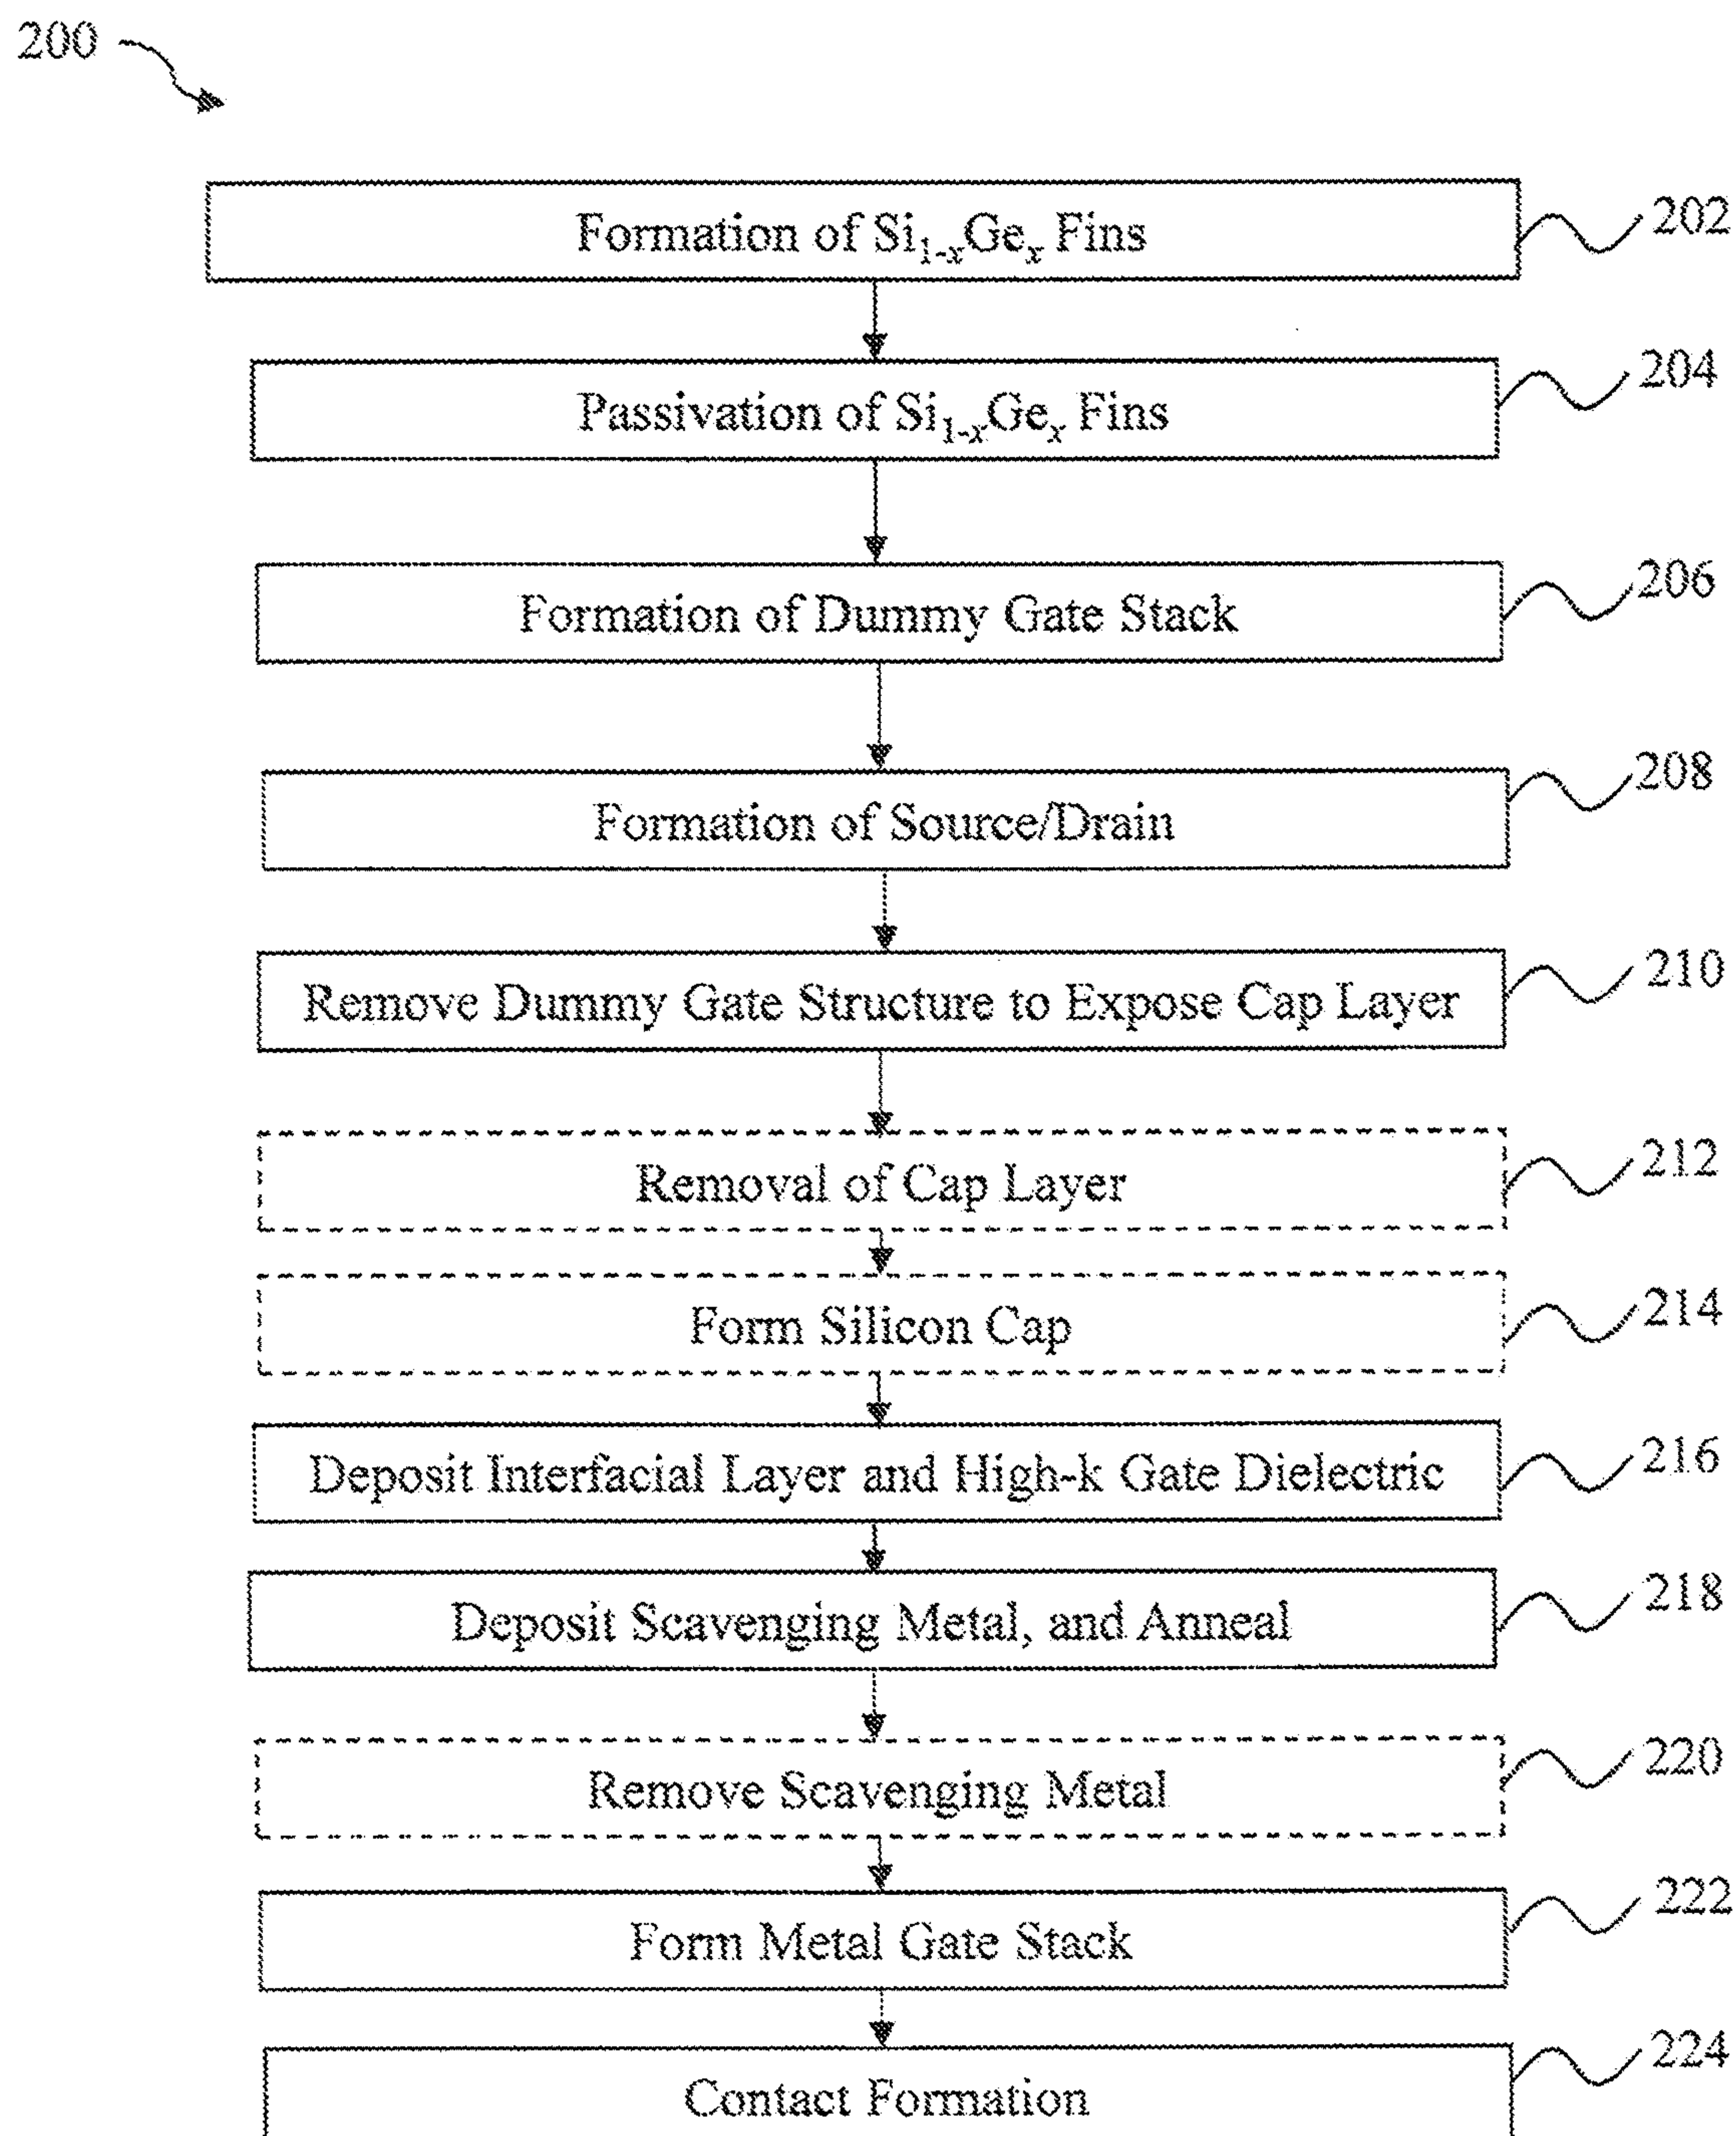 200
Formation of Si₁₋ₓGeₓ Fins
202
Passivation of Si₁₋ₓGeₓ Fins
204
Formation of Dummy Gate Stack
206
Formation of Source/Drain
208
Remove Dummy Gate Structure to Expose Cap Layer
210
Removal of Cap Layer
212
Form Silicon Cap
214
Deposit Interfacial Layer and High-k Gate Dielectric
216
Deposit Scavenging Metal, and Anneal
218
Remove Scavenging Metal
220
Form Metal Gate Stack
222
Contact Formation
224